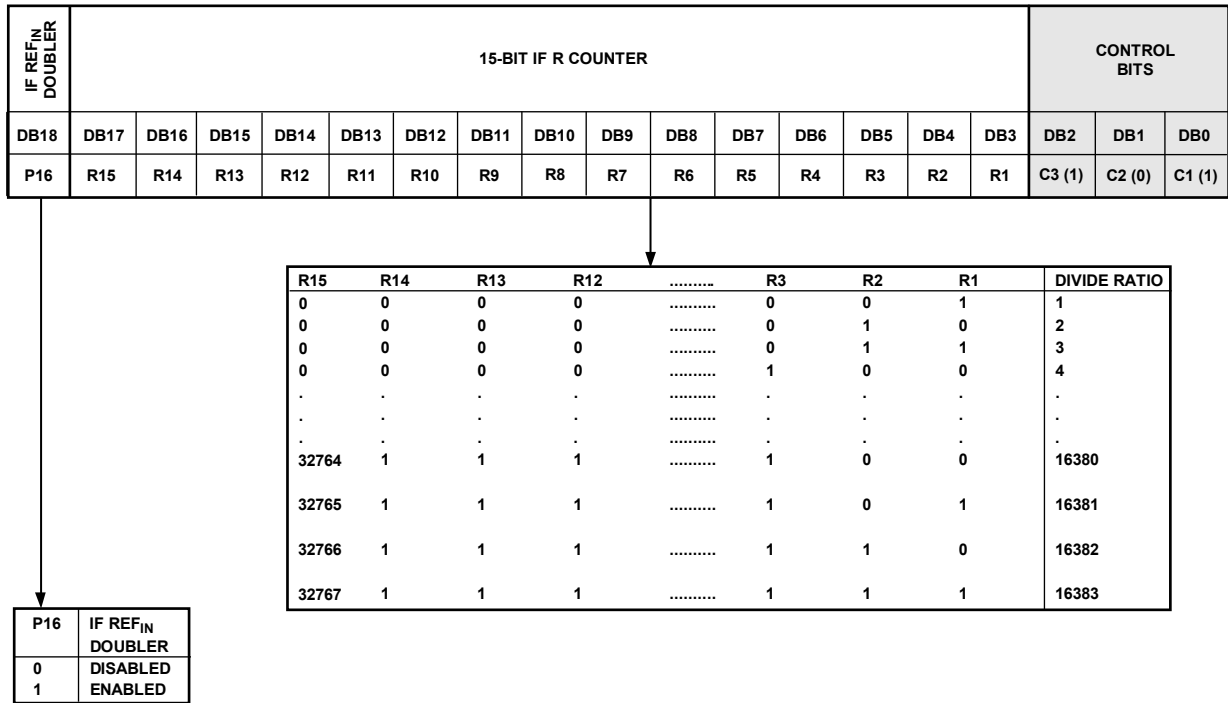 IF REFIN
DOUBLER
15-BIT IF R COUNTER
CONTROL
BITS
DB18 DB17 DB16 DB15 DB14 DB13 DB12 DB11 DB10 DB9 DB8 DB7 DB6 DB5 DB4 DB3 DB2 DB1 DB0
P16 R15 R14 R13 R12 R11 R10 R9 R8 R7 R6 R5 R4 R3 R2 R1 C3 (1) C2 (0) C1 (1)
R15 R14 R13 R12 .......... R3 R2 R1 DIVIDE RATIO
0 0 0 0 .......... 0 0 1 1
0 0 0 0 .......... 0 1 0 2
0 0 0 0 .......... 0 1 1 3
0 0 0 0 .......... 1 0 0 4
. . . . .......... . . . .
. . . . .......... . . . .
. . . . .......... . . . .
32764 1 1 1 .......... 1 0 0 16380
32765 1 1 1 .......... 1 0 1 16381
32766 1 1 1 .......... 1 1 0 16382
32767 1 1 1 .......... 1 1 1 16383
P16 IF REFIN
DOUBLER
0 DISABLED
1 ENABLED